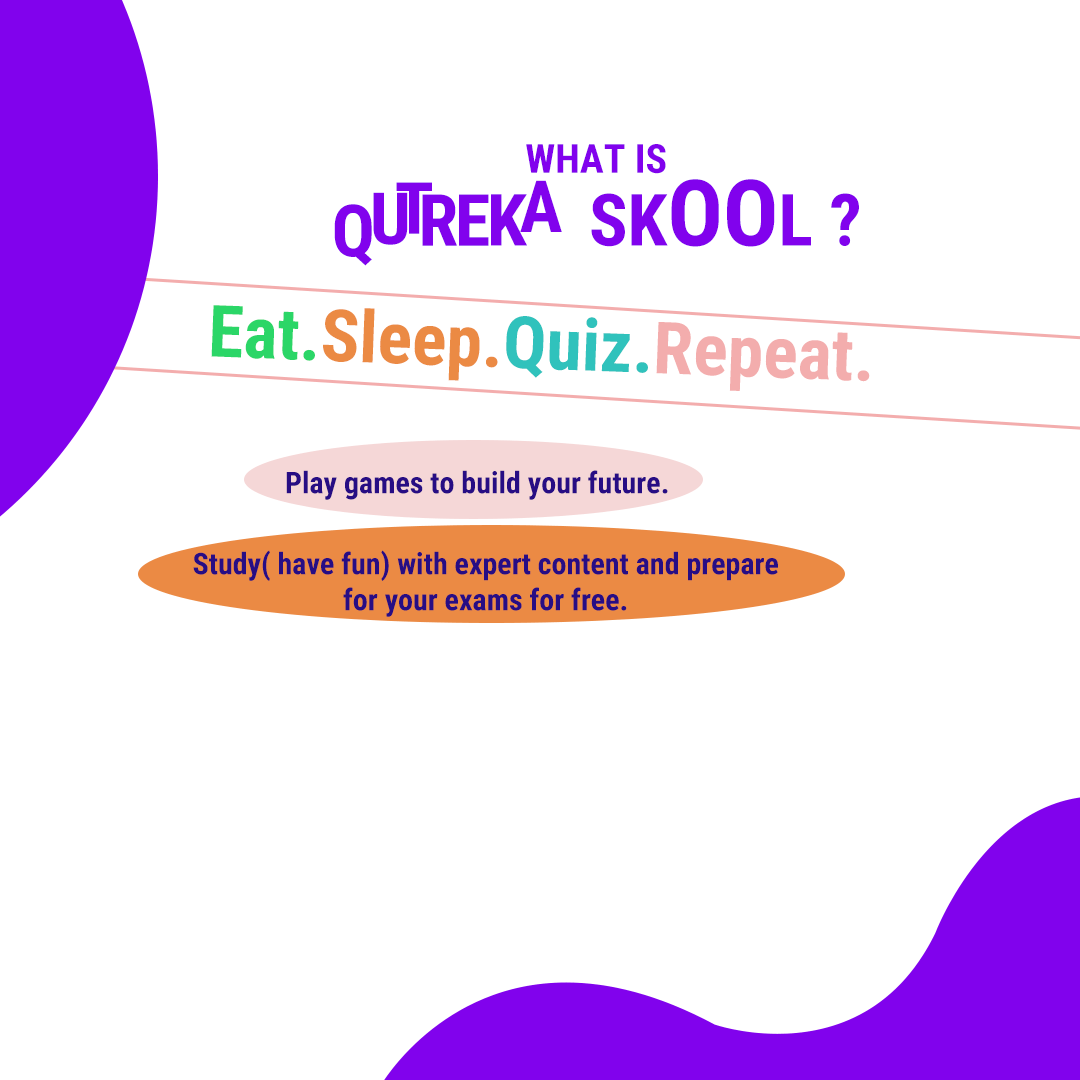 WHAT IS
QUTREKA SKOOL ?
Eat.Sleep.Quiz.Repeat.
Play games to build your future.
Study( have fun) with expert content and prepare
for your exams for free.